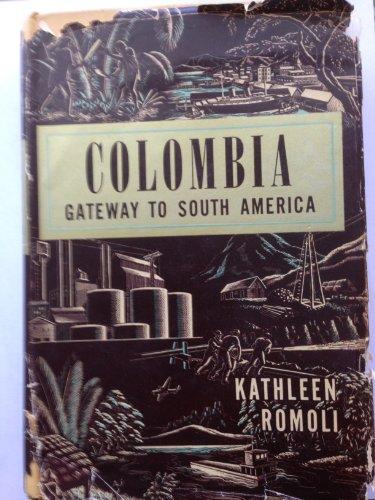 COLOMBIA
GATEWAY TO SOUTH AMERICA
KATHLEEN
ROMOLI